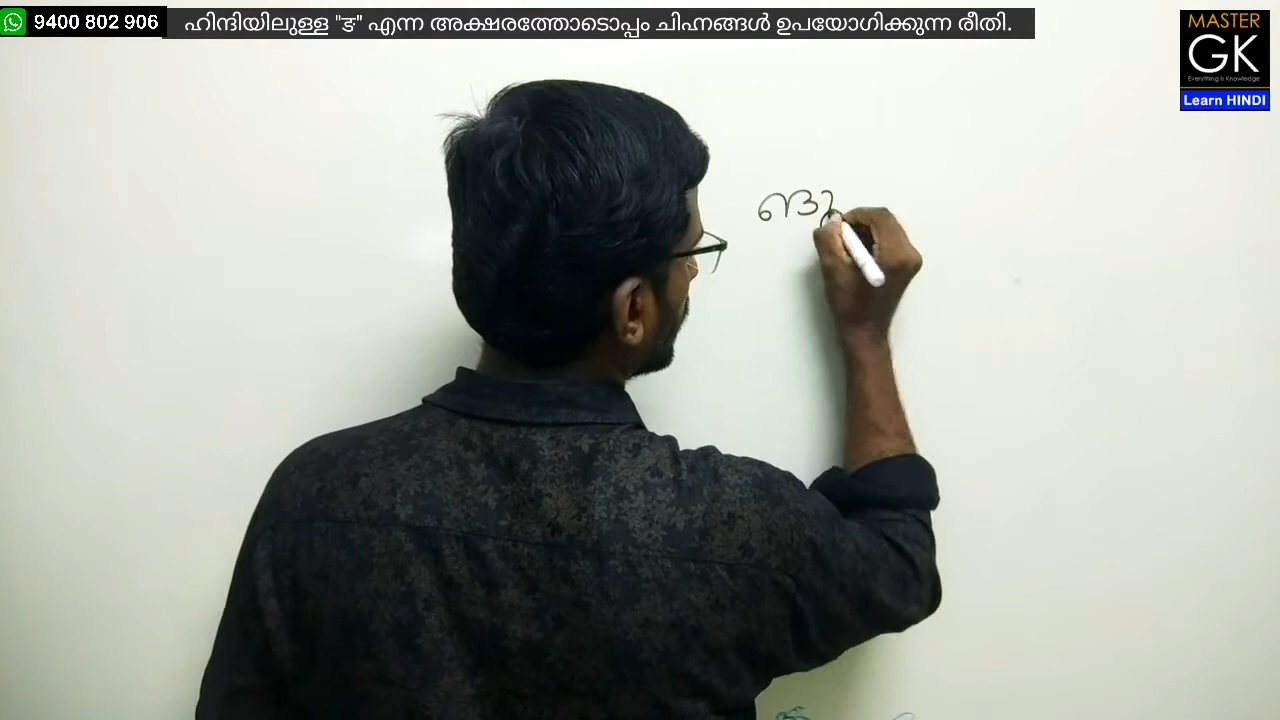 9400 802 906
ഹിന്ദിയിലുള്ള "ङ" എന്ന അക്ഷരത്തോടൊപ്പം ചിഹ്നങ്ങൾ ഉപയോഗിക്കുന്ന രീതി.
MASTER
GK
Everything is Knowledge
Learn HINDI